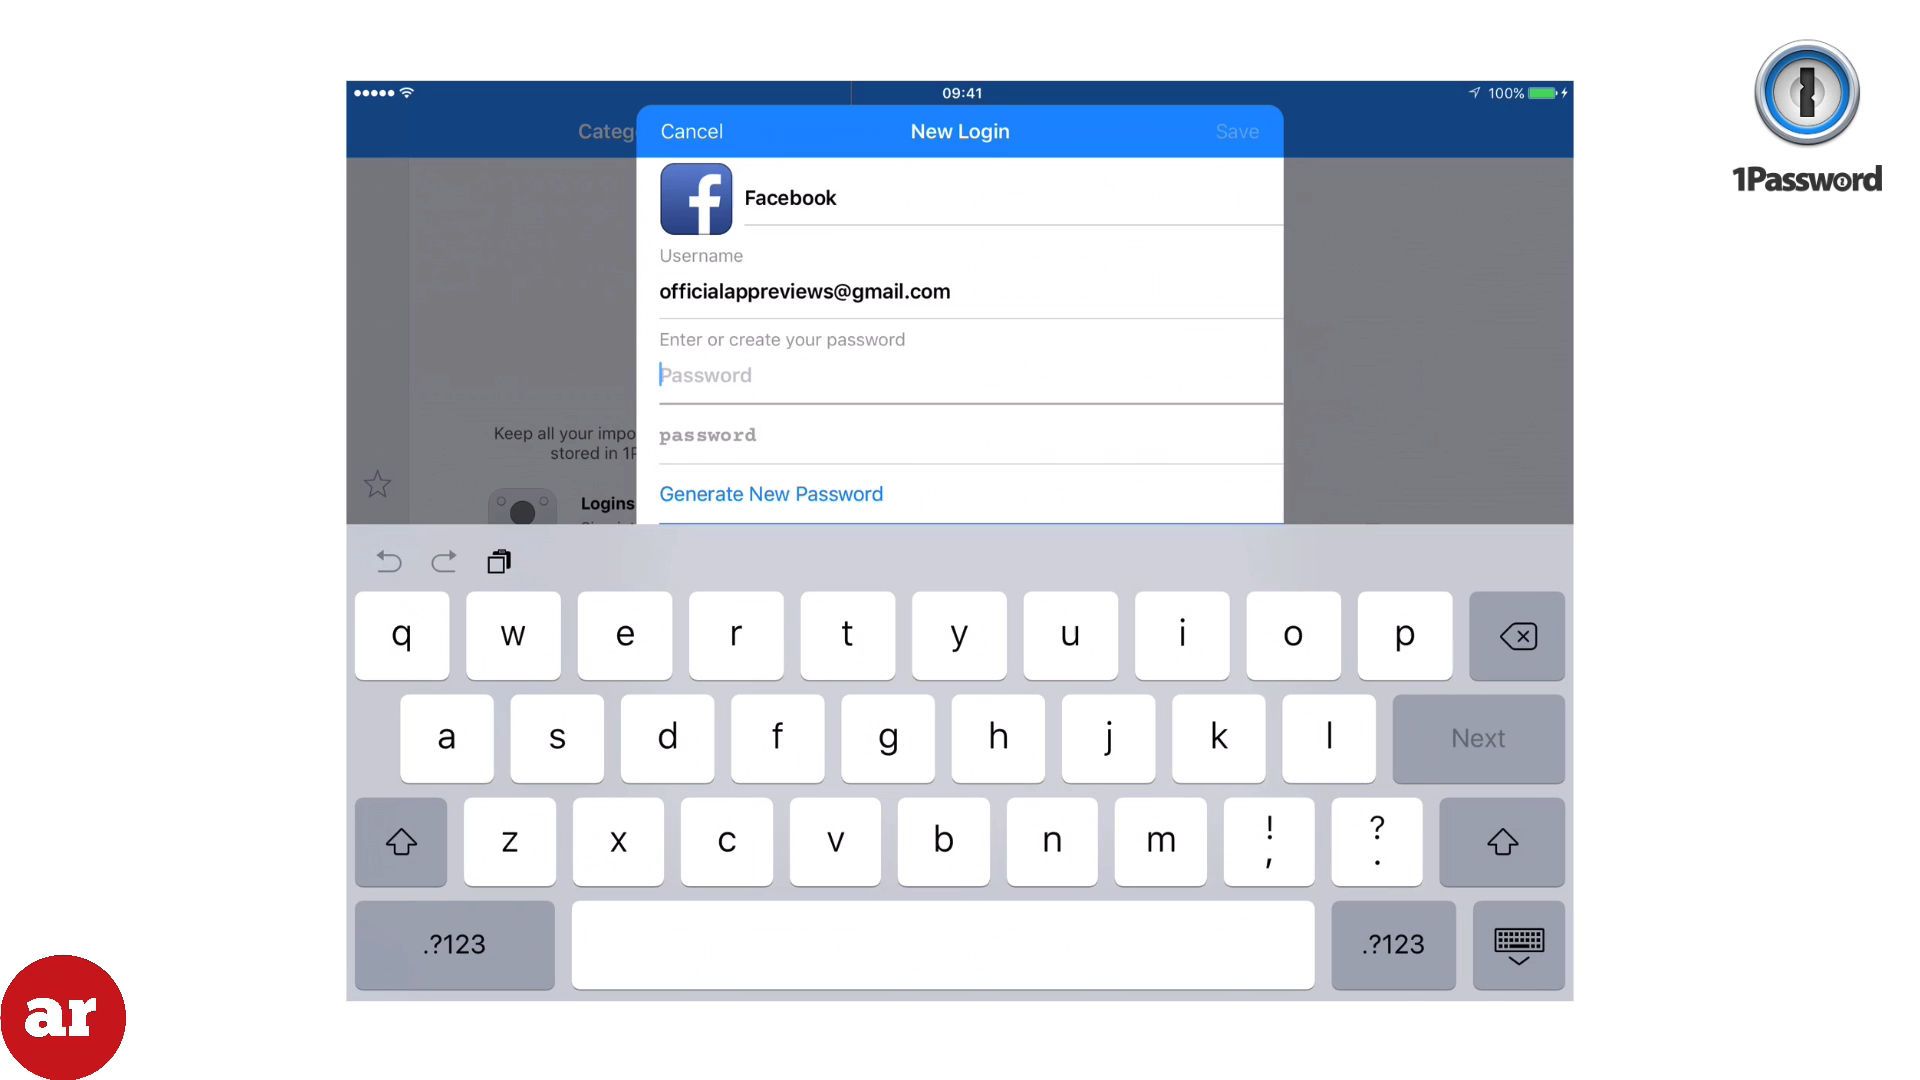 09:41
100%
Categ
Cancel
New Login
Save
1Password
Facebook
Username
officialappreviews@gmail.com
Enter or create your password
Password
Keep all your impo
stored in 1P
password
Logins
Generate New Password
q w e r t y u i o p
a s d f g h j k l Next
z x c v b n m ! , ? .
.?123 .?123
ar